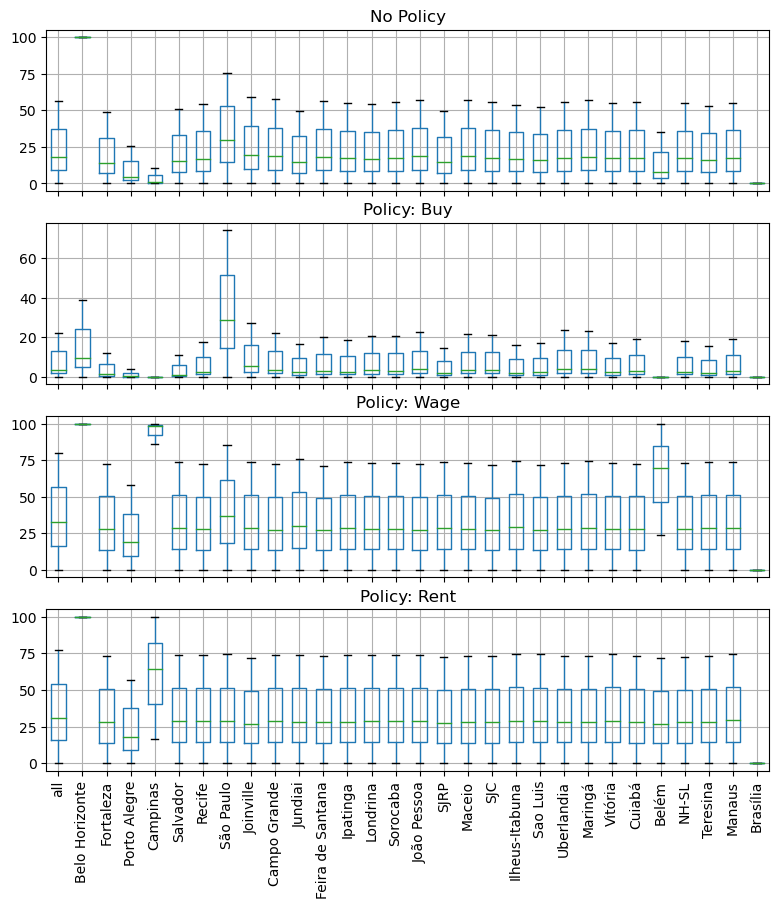 No Policy
100
75
50
25
0
Policy: Buy
60
40
20
0
Policy: Wage
100
75
50
25
0
Policy: Rent
100
75
50
25
0
all
Belo Horizonte
Fortaleza
Porto Alegre
Campinas
Salvador
Recife
São Paulo
Joinville
Campo Grande
Jundiai
Feira de Santana
Ipatinga
Londrina
Sorocaba
João Pessoa
SJRP
Maceio
SJC
Ilheus-Itabuna
Sao Luis
Uberlandia
Maringá
Vitória
Cuiabá
Belém
NH-SL
Teresina
Manaus
Brasília